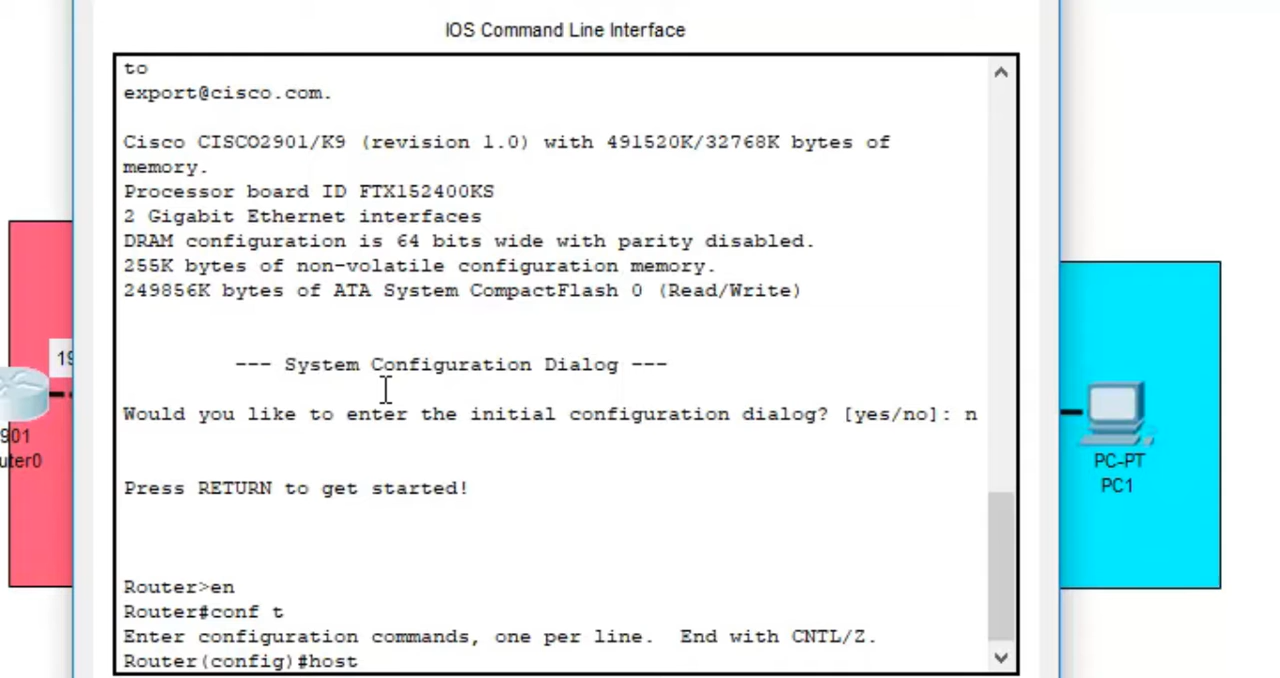 IOS Command Line Interface
to
export@cisco.com.
Cisco CISCO2901/K9 (revision 1.0) with 491520K/32768K bytes of
memory.
Processor board ID FTX152400KS
2 Gigabit Ethernet interfaces
DRAM configuration is 64 bits wide with parity disabled.
255K bytes of non-volatile configuration memory.
249856K bytes of ATA System CompactFlash 0 (Read/Write)
--- System Configuration Dialog ---
Would you like to enter the initial configuration dialog? [yes/no]: n
Press RETURN to get started!
Router>en
Router#conf t
Enter configuration commands, one per line.  End with CNTL/Z.
Router(config)#host
19
901
uter0
PC-PT
PC1